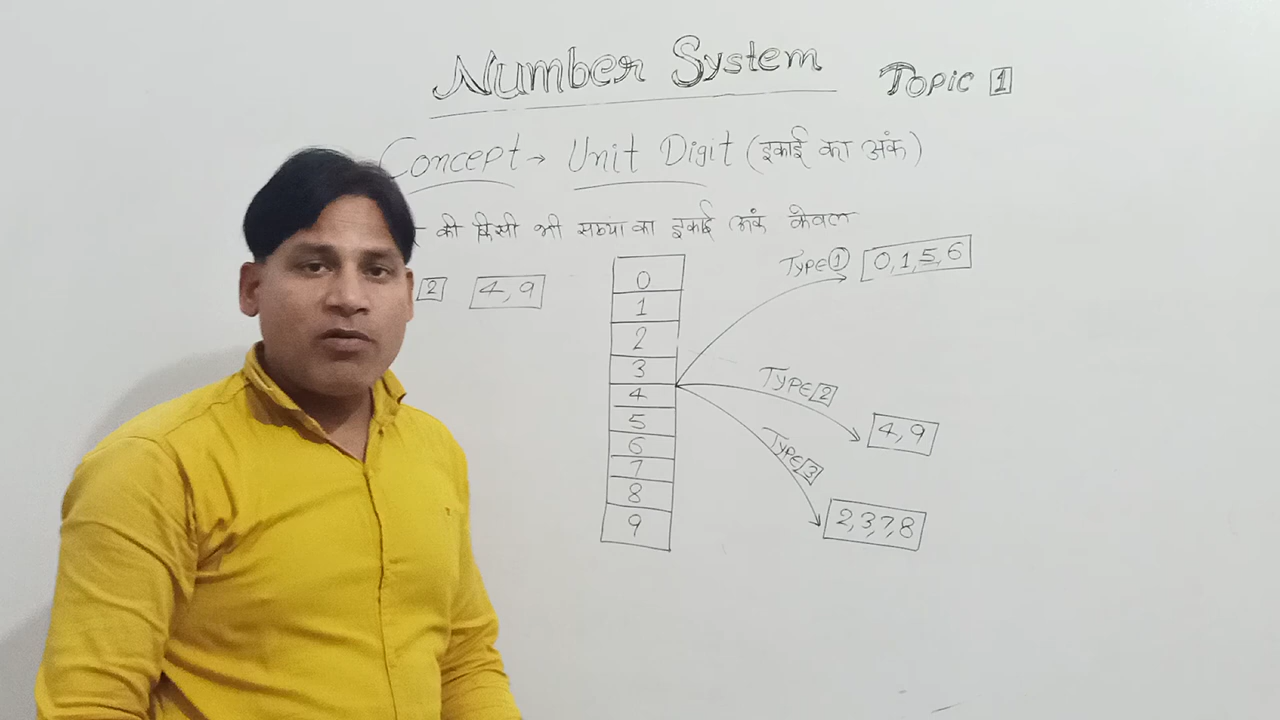 Number System Topic 1
Concept → Unit Digit (इकाई का अंक)
की किसी भी संख्या का इकाई अंक केवल
Type ① 0,1,5,6
2 4,9
0
1
2
3
4
5
6
7
8
9
Type 2 4,9
Type 3 2,3,7,8